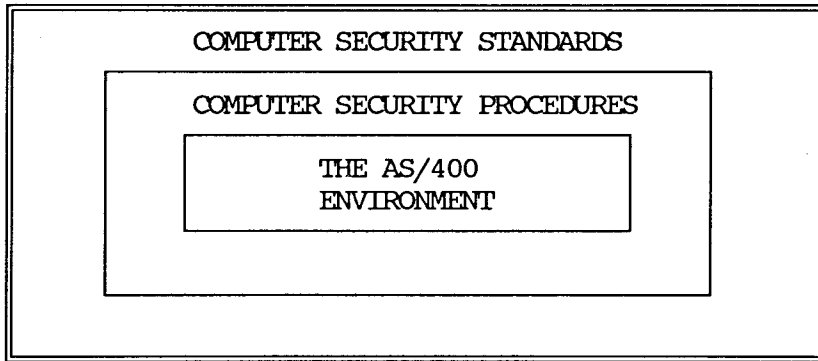 COMPUTER SECURITY STANDARDS
COMPUTER SECURITY PROCEDURES
THE AS/400
ENVIRONMENT